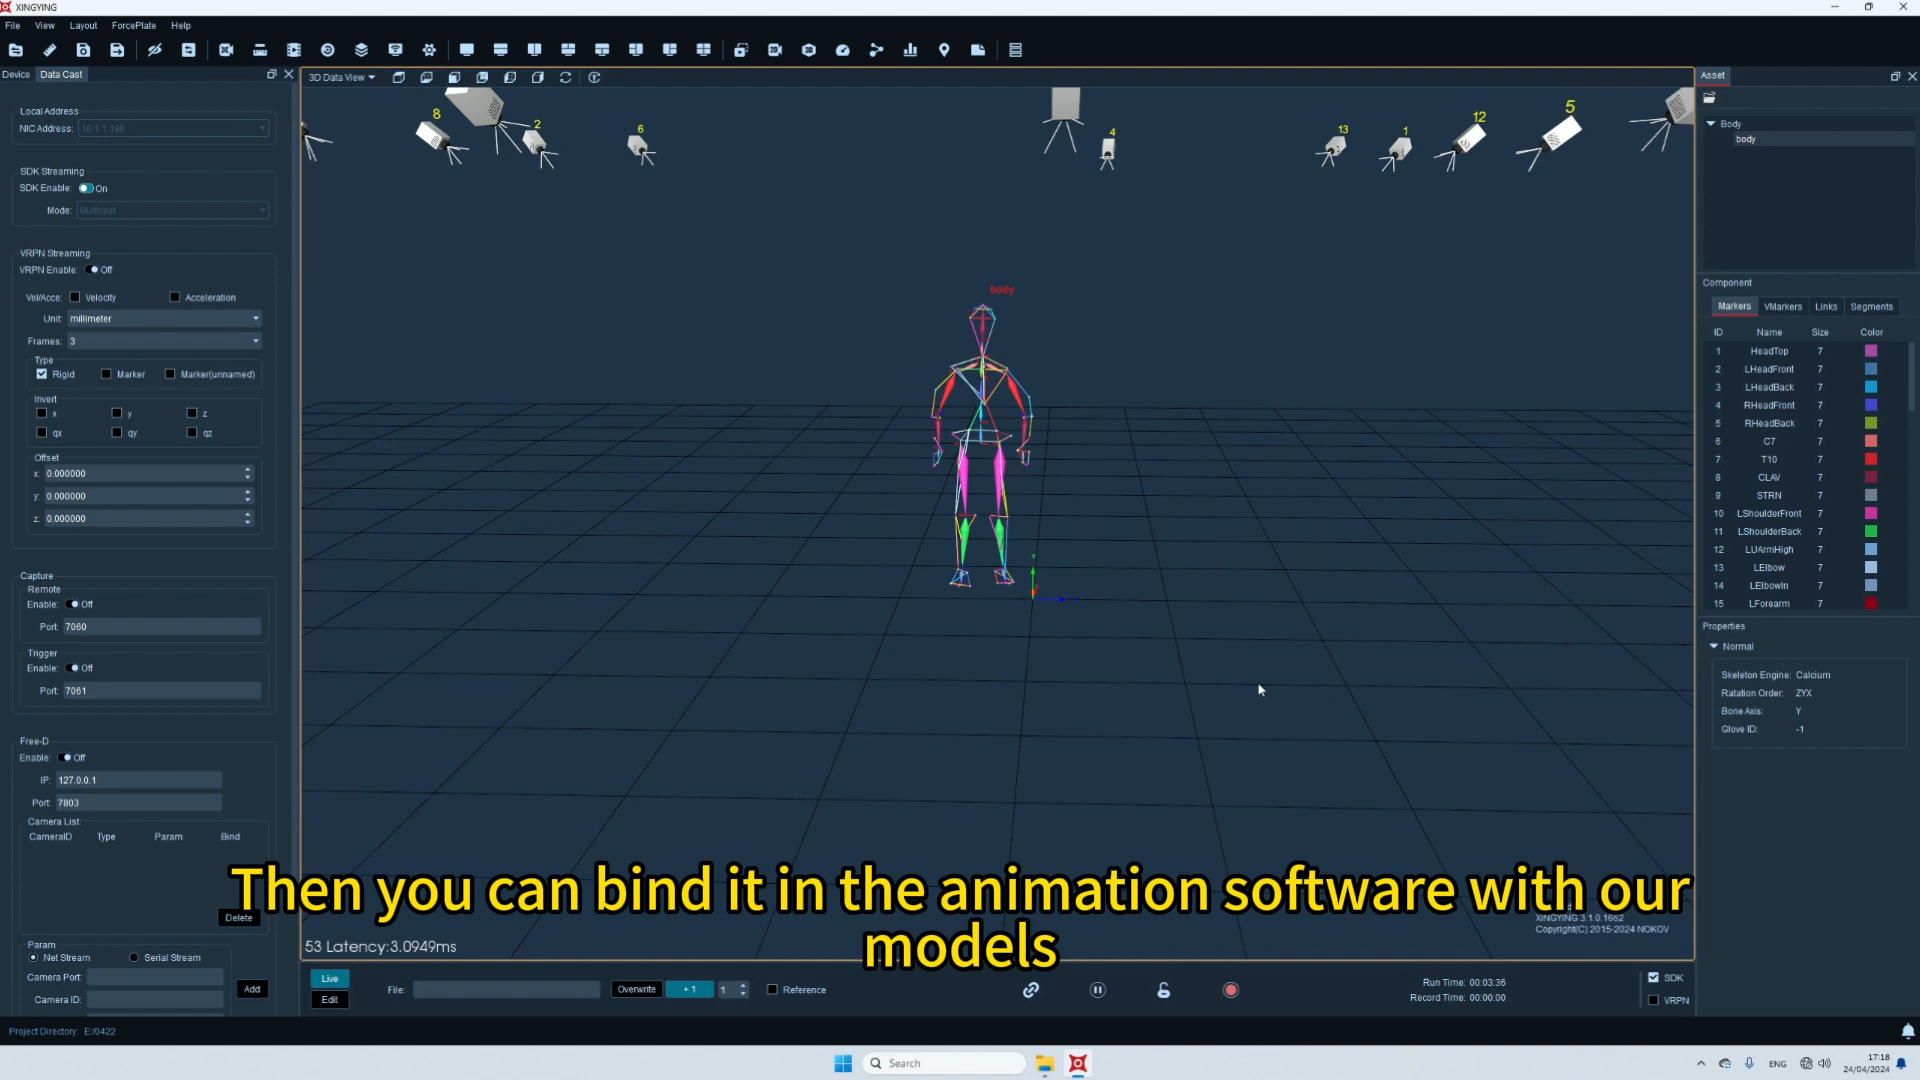 XINGYING
File View Layout ForcePlate Help
Device Data Cast
3D Data View
Asset
Local Address
NIC Address: 10.1.1.198
SDK Streaming
SDK Enable: On
Mode: Multicast
VRPN Streaming
VRPN Enable: Off
Vel/Acce: Velocity Acceleration
Unit: millimeter
Frames: 3
Type
Rigid Marker Marker(unnamed)
Invert
x y z
qx qy qz
Offset
x: 0.000000
y: 0.000000
z: 0.000000
Capture
Remote
Enable: Off
Port: 7060
Trigger
Enable: Off
Port: 7061
Free-D
Enable: Off
IP: 127.0.0.1
Port: 7803
Camera List:
CameraID Type Param Bind
Delete
Param
Net Stream Serial Stream
Camera Port:
Camera ID:
Add
8 2 6 4 13 1 12 5
body
Y
Then you can bind it in the animation software with our
models
53 Latency:3.0949ms
XINGYING 3.1.0.1662
Copyright(C) 2015-2024 NOKOV
Body
body
Component
Markers VMarkers Links Segments
ID Name Size Color
1 HeadTop 7
2 LHeadFront 7
3 LHeadBack 7
4 RHeadFront 7
5 RHeadBack 7
6 C7 7
7 T10 7
8 CLAV 7
9 STRN 7
10 LShoulderFront 7
11 LShoulderBack 7
12 LUArmHigh 7
13 LElbow 7
14 LElbowIn 7
15 LForearm 7
Properties
Normal
Skeleton Engine: Calcium
Ratation Order: ZYX
Bone Axis: Y
Glove ID: -1
Live
Edit
File: Overwrite +1 1 Reference
Run Time: 00:03:36
Record Time: 00:00:00
SDK
VRPN
Project Directory: E:/0422
Search
ENG
17:18
24/04/2024